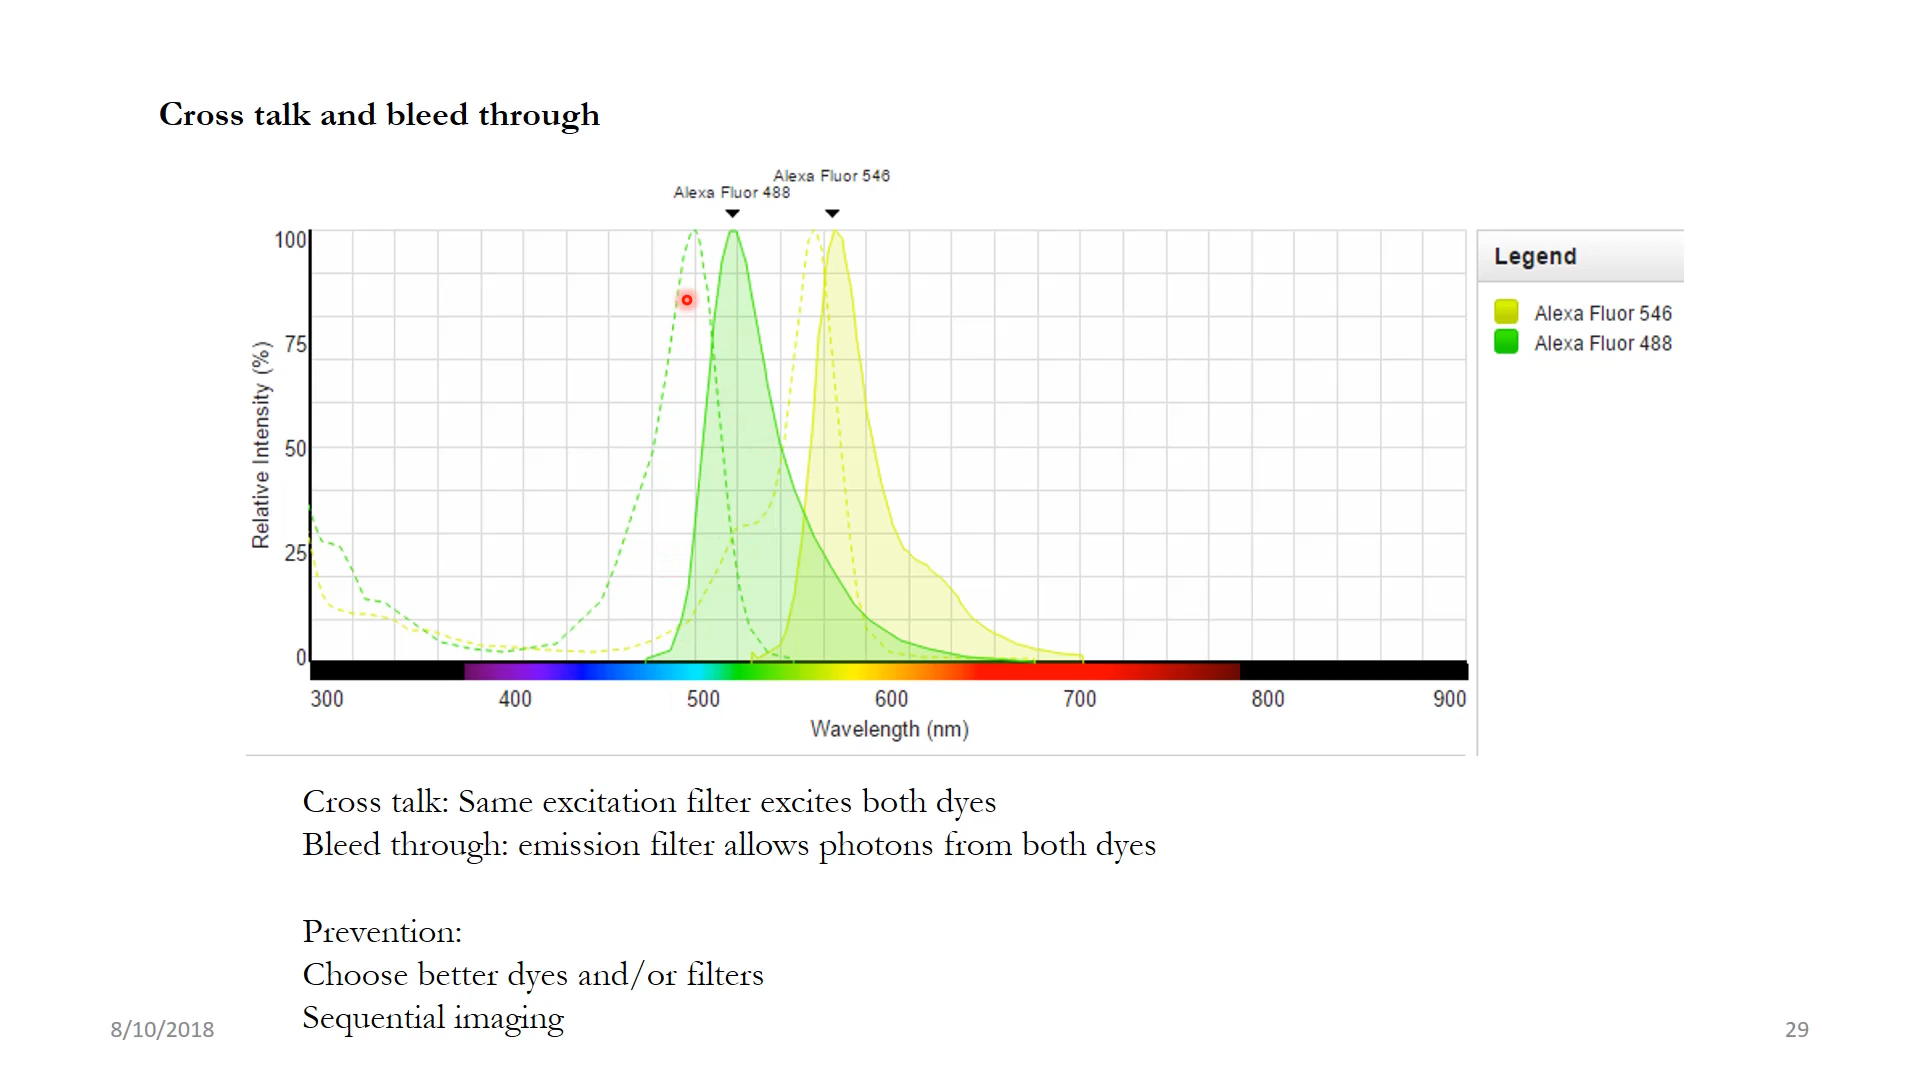 Cross talk and bleed through
Alexa Fluor 546
Alexa Fluor 488
100
75
50
25
0
Relative Intensity (%)
300 400 500 600 700 800 900
Wavelength (nm)
Legend
Alexa Fluor 546
Alexa Fluor 488
Cross talk: Same excitation filter excites both dyes
Bleed through: emission filter allows photons from both dyes
Prevention:
Choose better dyes and/or filters
Sequential imaging
8/10/2018
29